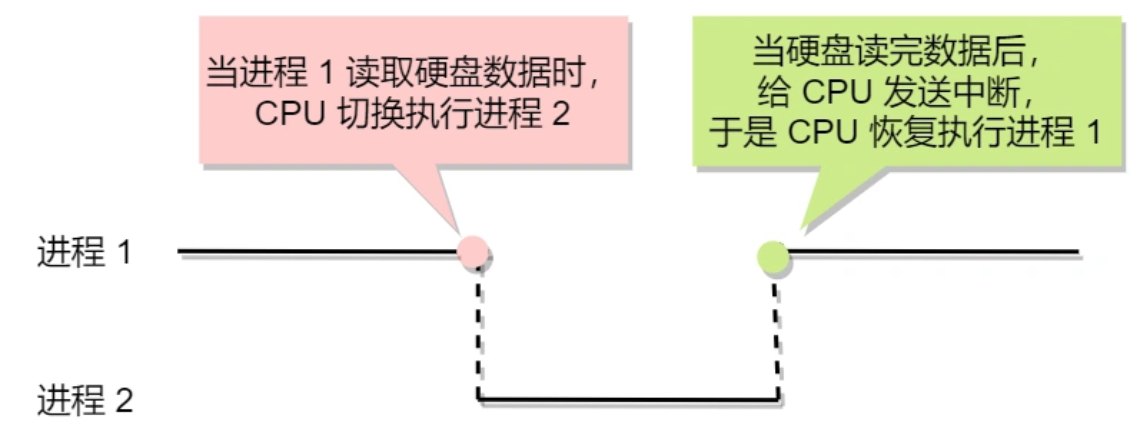 当进程 1 读取硬盘数据时，
CPU 切换执行进程 2
当硬盘读完数据后，
给 CPU 发送中断，
于是 CPU 恢复执行进程 1
进程 1
进程 2